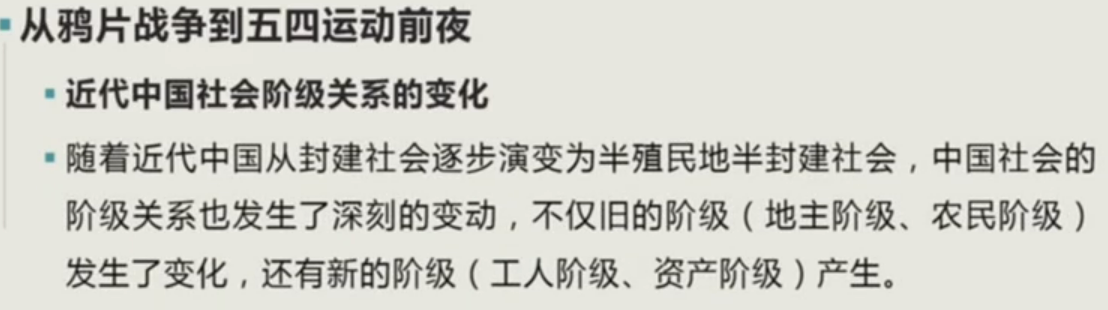 从鸦片战争到五四运动前夜
近代中国社会阶级关系的变化
随着近代中国从封建社会逐步演变为半殖民地半封建社会，中国社会的
阶级关系也发生了深刻的变动，不仅旧的阶级（地主阶级、农民阶级）
发生了变化，还有新的阶级（工人阶级、资产阶级）产生。